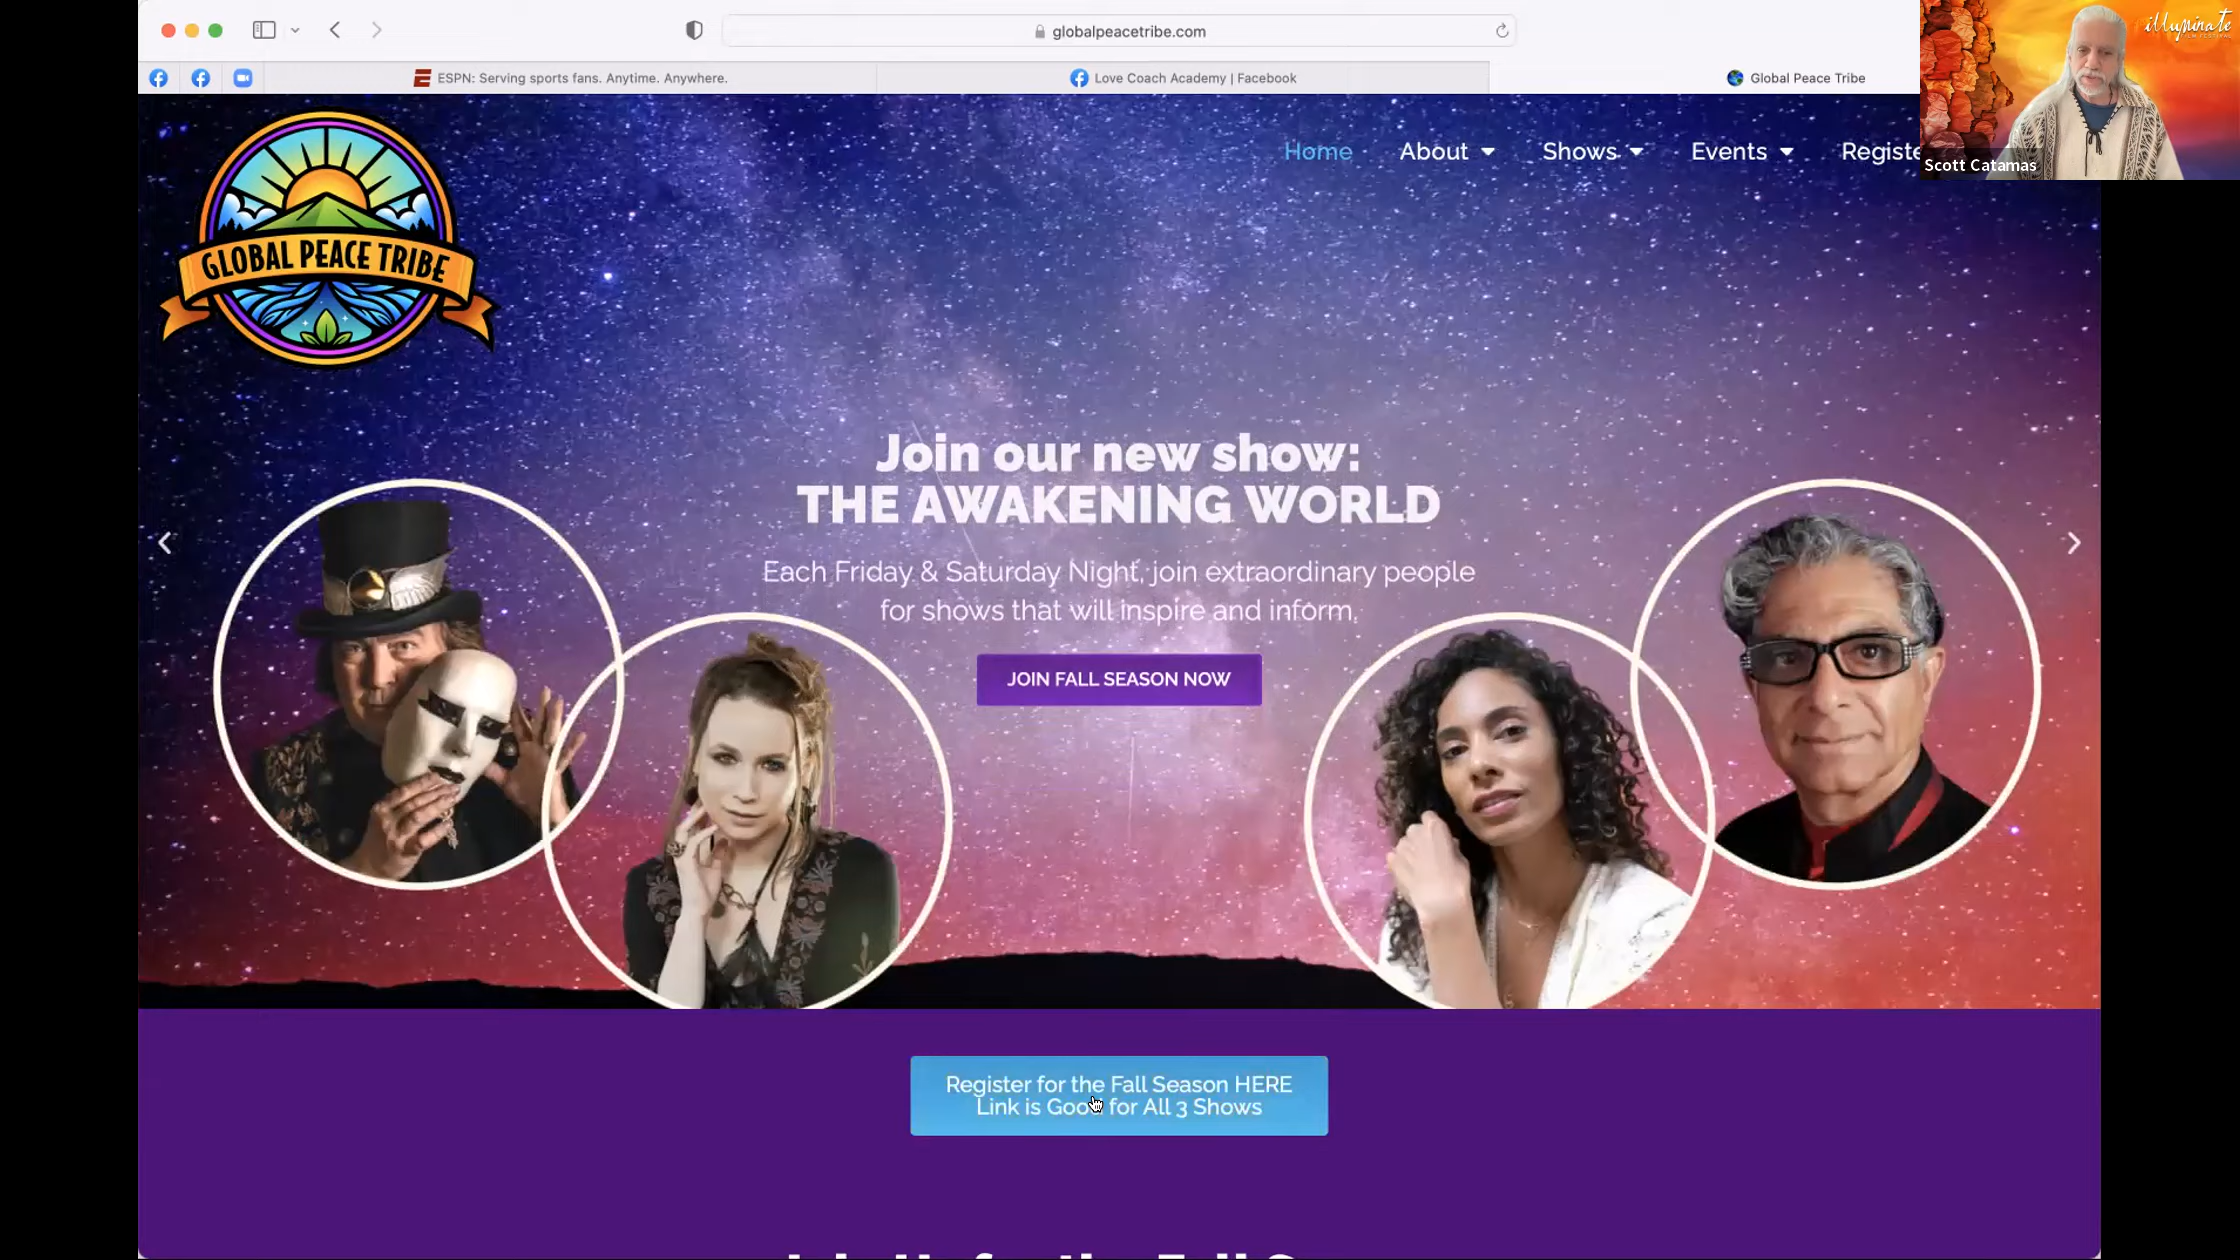 globalpeacetribe.com
ESPN: Serving sports fans. Anytime. Anywhere.
Love Coach Academy | Facebook
Global Peace Tribe
illuminate
FILM FESTIVAL
Scott Catamas
GLOBAL PEACE TRIBE
Home
About
Shows
Events
Registe
Join our new show:
THE AWAKENING WORLD
Each Friday & Saturday Night, join extraordinary people
for shows that will inspire and inform.
JOIN FALL SEASON NOW
Register for the Fall Season HERE
Link is Good for All 3 Shows